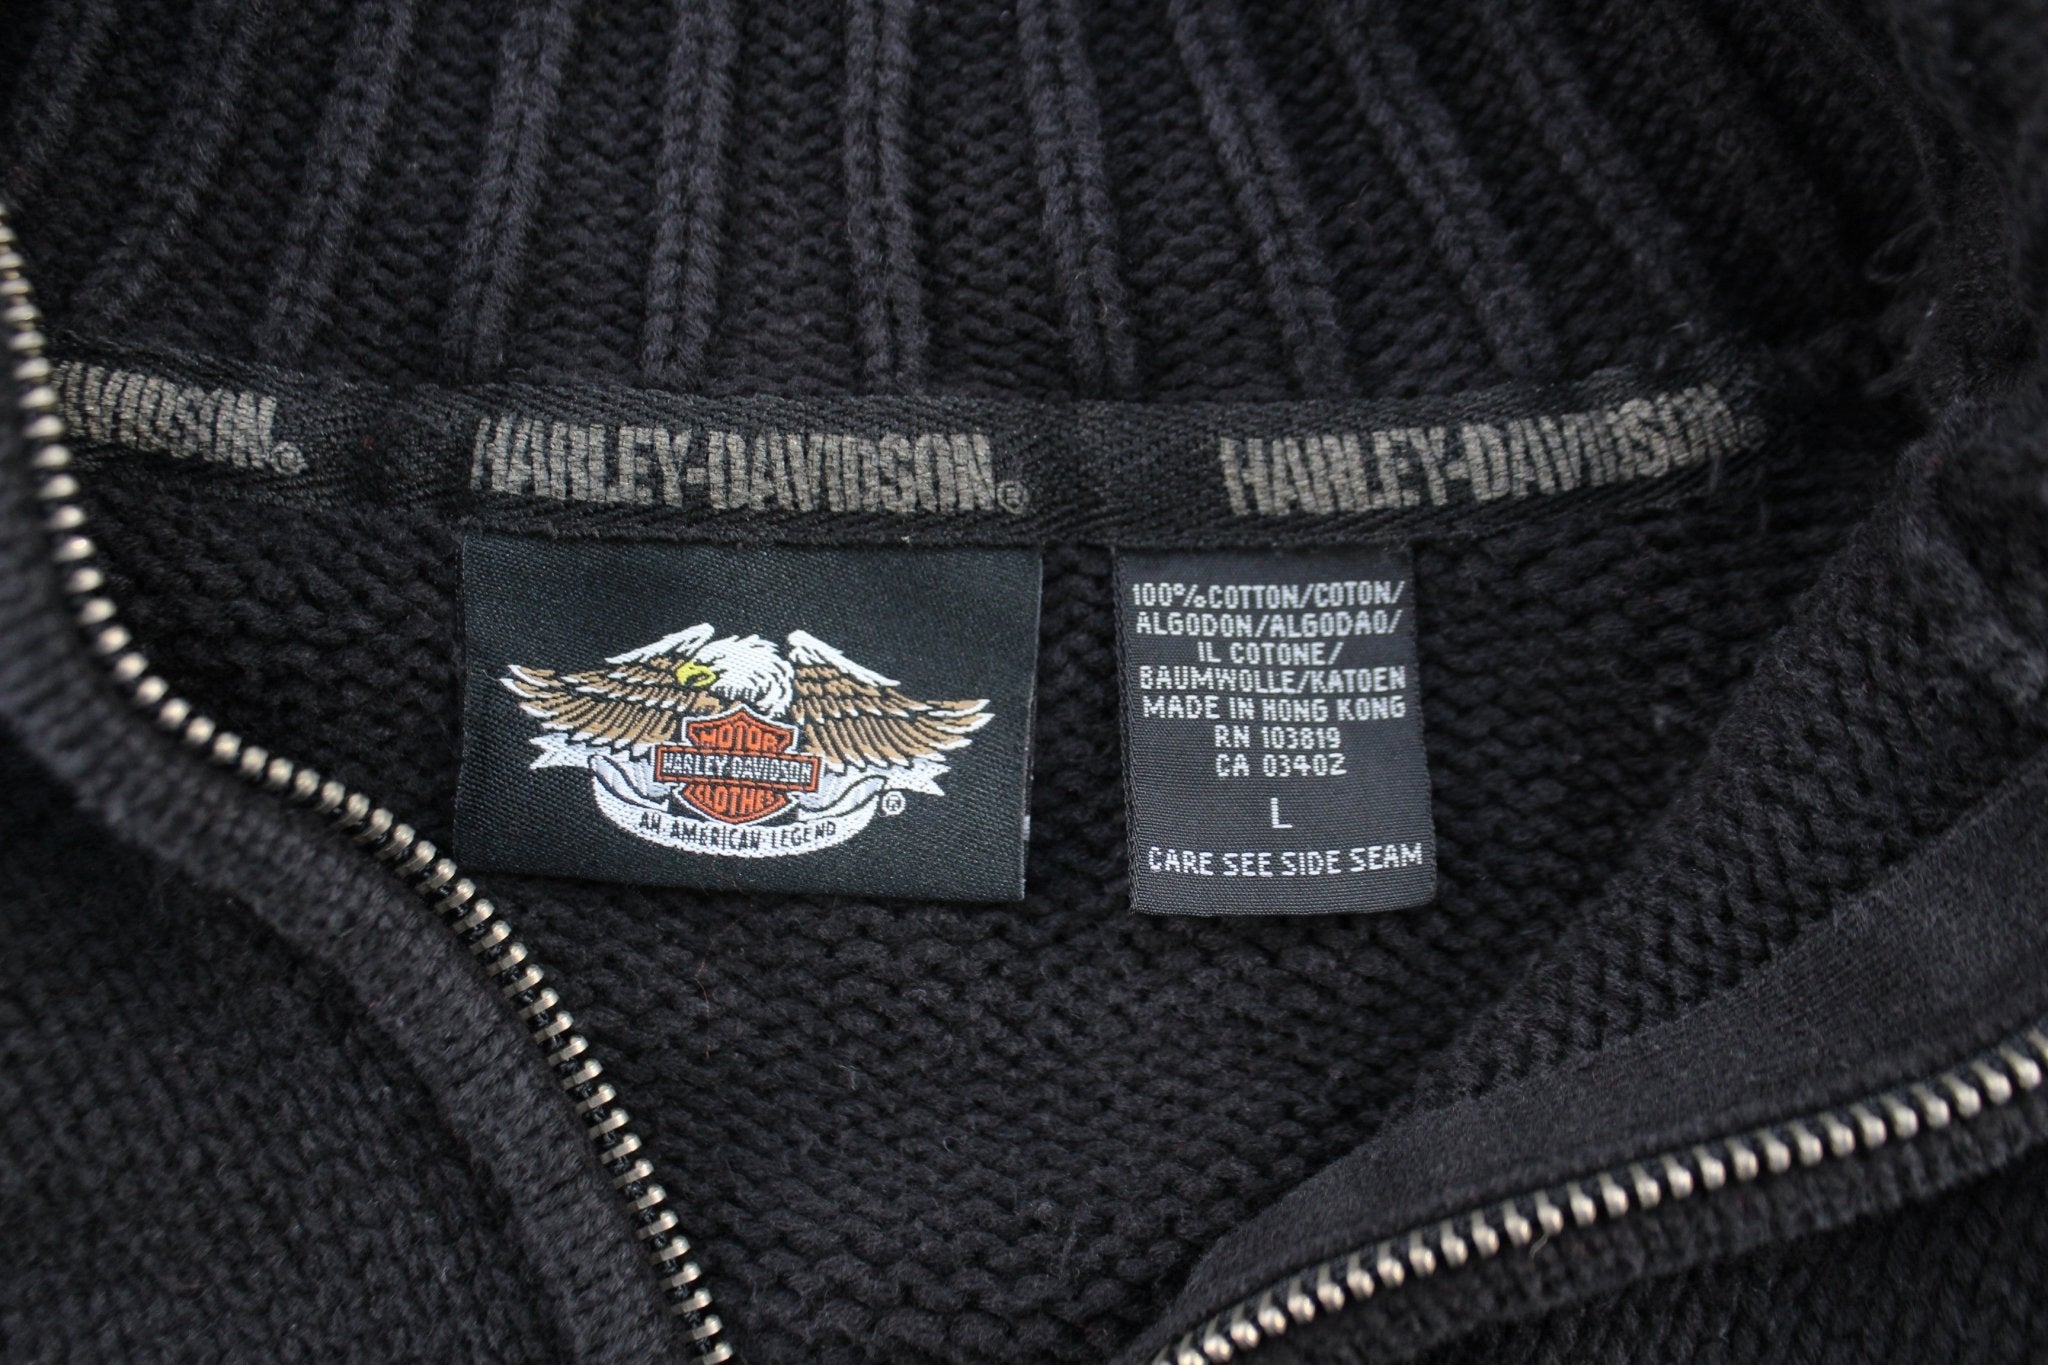 DAVIDSON®
HARLEY-DAVIDSON®
HARLEY-DAVIDSON
MOTOR
HARLEY-DAVIDSON
CLOTHES
®
AN AMERICAN LEGEND
100% COTTON/COTON/
ALGODON/ALGODAO/
IL COTONE/
BAUMWOLLE/KATOEN
MADE IN HONG KONG
RN 103819
CA 03402
L
CARE SEE SIDE SEAM